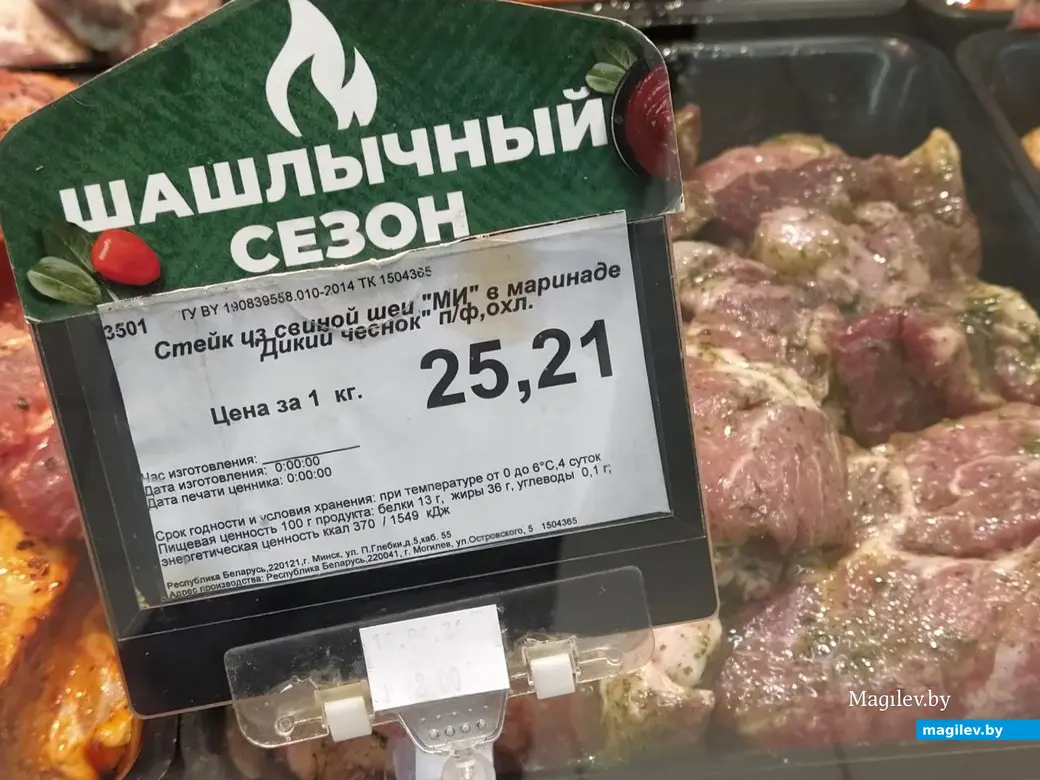 ШАШЛЫЧНЫЙ
СЕЗОН
ГУ BY 190839558.010-2014 ТК 1504365
3501
Стейк из свиной шеи "МИ" в маринаде
"Дикий чеснок" п/ф,охл.
Цена за 1 кг.
25,21
Час изготовления:
Дата изготовления: 0:00:00
Дата печати ценника: 0:00:00
Срок годности и условия хранения: при температуре от 0 до 6°С,4 суток
Пищевая ценность 100 г продукта: белки 13 г, жиры 36 г, углеводы 0,1 г;
энергетическая ценность ккал 370 / 1549 кДж
Республика Беларусь,220121,г. Минск, ул. П.Глебки,д.5,каб. 55
Адрес производства: Республика Беларусь,220041, г. Могилев, ул.Островского, 5 1504365
Magilev.by
magilev.by